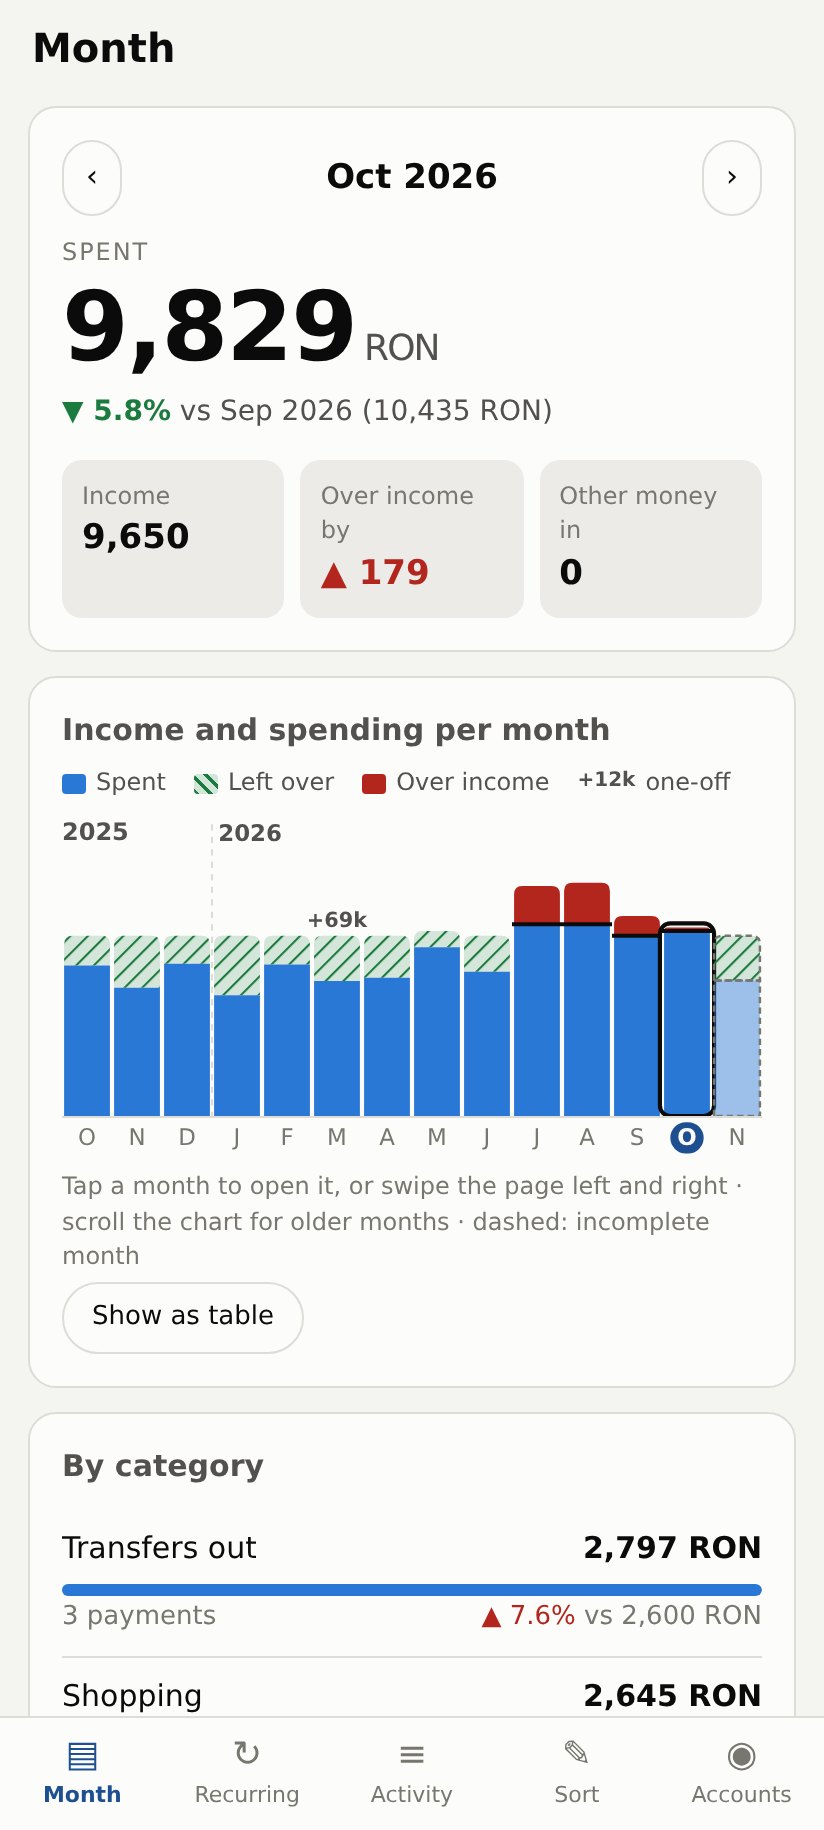 Month
‹ Oct 2026 ›
SPENT
9,829 RON
▼ 5.8% vs Sep 2026 (10,435 RON)
Income
9,650
Over income
by
▲ 179
Other money
in
0
Income and spending per month
Spent Left over Over income +12k one-off
2025 2026
+69k
O N D J F M A M J J A S O N
Tap a month to open it, or swipe the page left and right ·
scroll the chart for older months · dashed: incomplete
month
Show as table
By category
Transfers out 2,797 RON
3 payments ▲ 7.6% vs 2,600 RON
Shopping 2,645 RON
Month Recurring Activity Sort Accounts